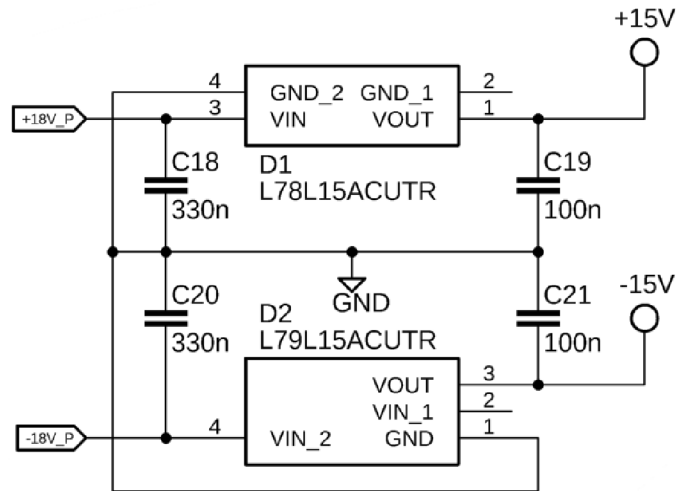 +15V
4 GND_2 GND_1 2
+18V_P 3 VIN VOUT 1
C18 D1 C19
330n L78L15ACUTR 100n
GND
C20 D2 C21 -15V
330n L79L15ACUTR 100n
VOUT 3
VIN_1 2
-18V_P 4 VIN_2 GND 1